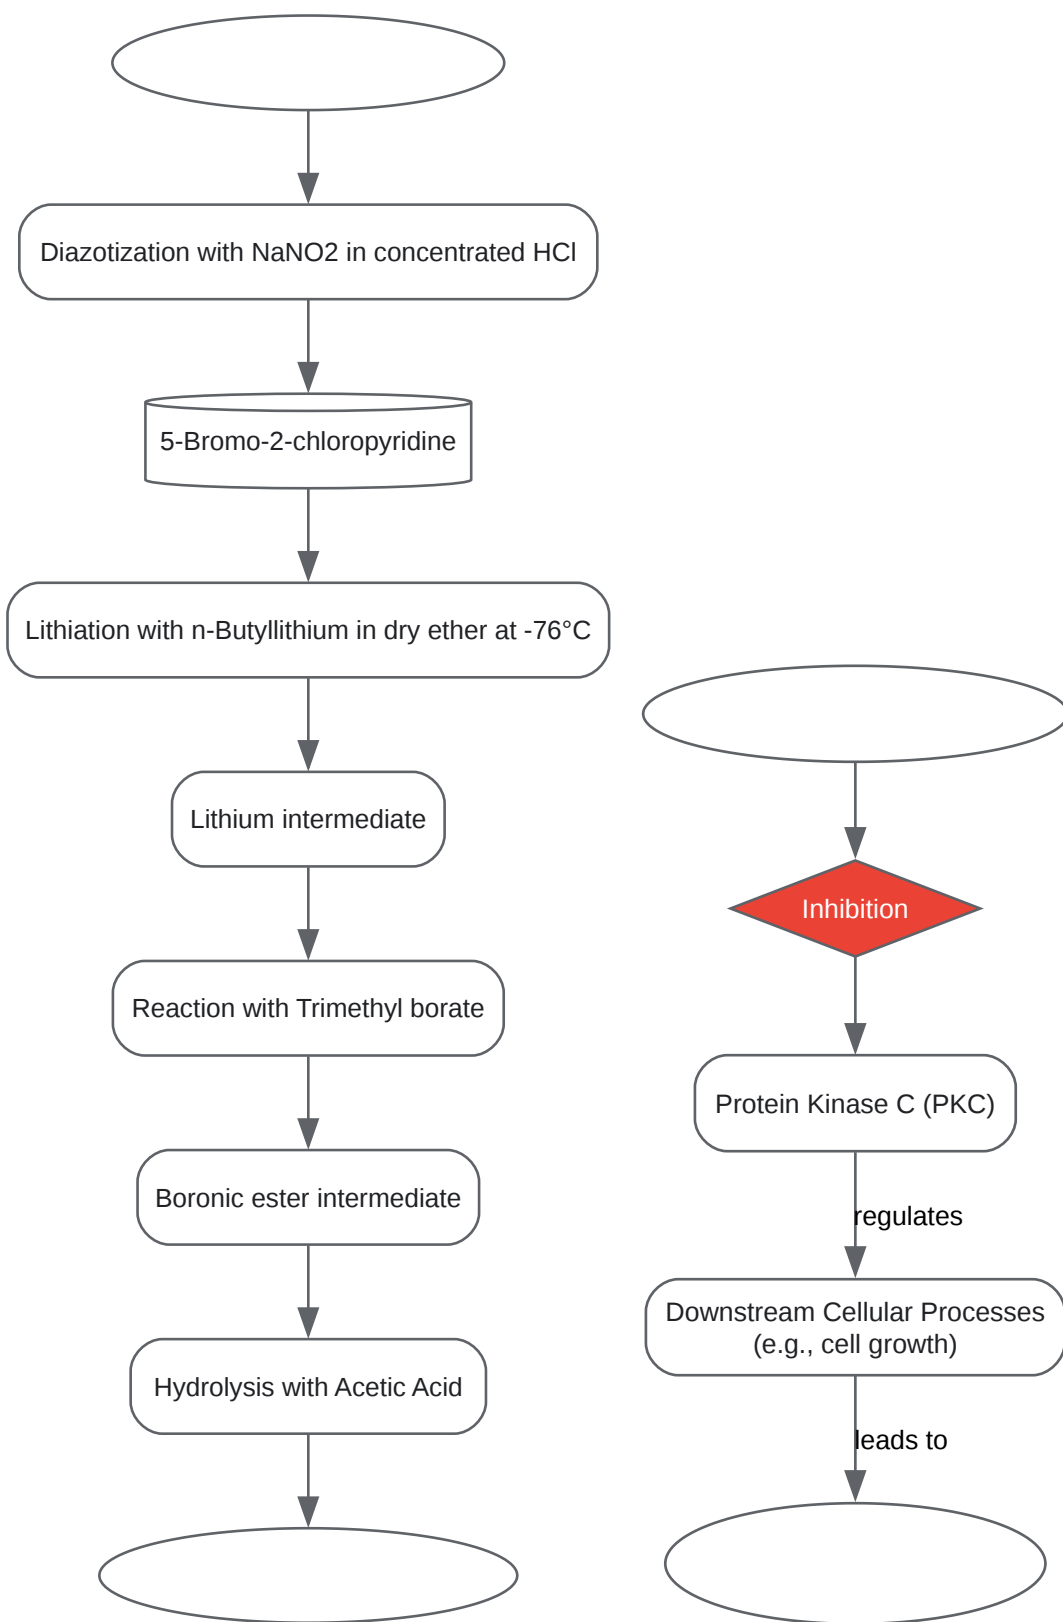 Diazotization with NaNO2 in concentrated HCl
5-Bromo-2-chloropyridine
Lithiation with n-Butyllithium in dry ether at -76°C
Lithium intermediate
Reaction with Trimethyl borate
Boronic ester intermediate
Hydrolysis with Acetic Acid
Inhibition
Protein Kinase C (PKC)
regulates
Downstream Cellular Processes
(e.g., cell growth)
leads to